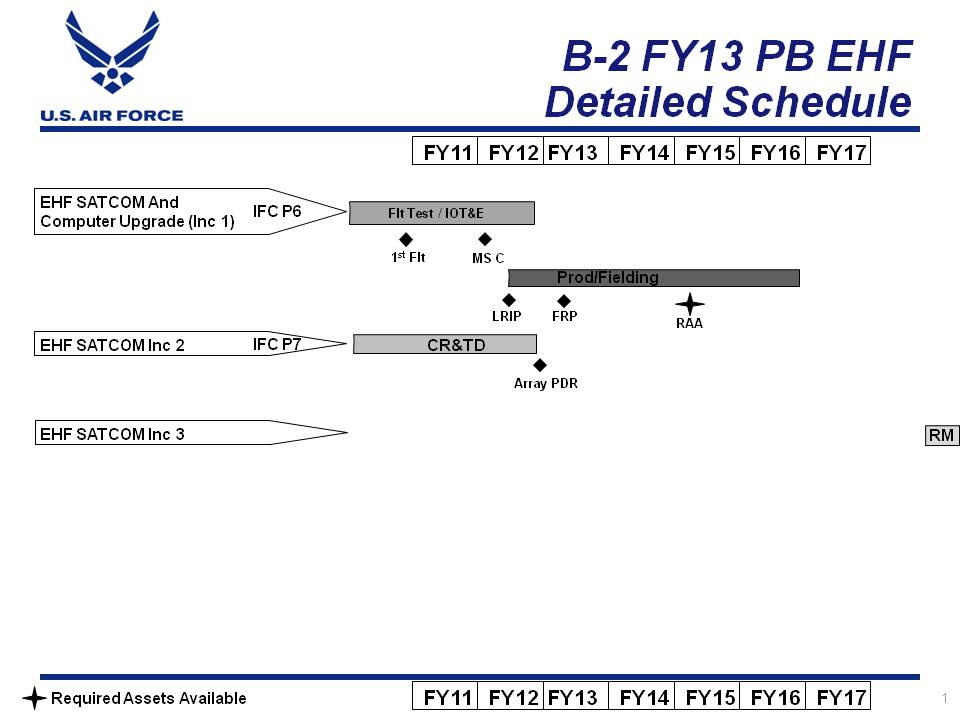 B-2 FY13 PB EHF
Detailed Schedule
U.S. AIR FORCE
FY11 FY12 FY13 FY14 FY15 FY16 FY17
EHF SATCOM And
Computer Upgrade (Inc 1) IFC P6
Flt Test / IOT&E
1st Flt MS C
Prod/Fielding
LRIP FRP RAA
EHF SATCOM Inc 2 IFC P7 CR&TD
Array PDR
EHF SATCOM Inc 3 RM
Required Assets Available FY11 FY12 FY13 FY14 FY15 FY16 FY17 1